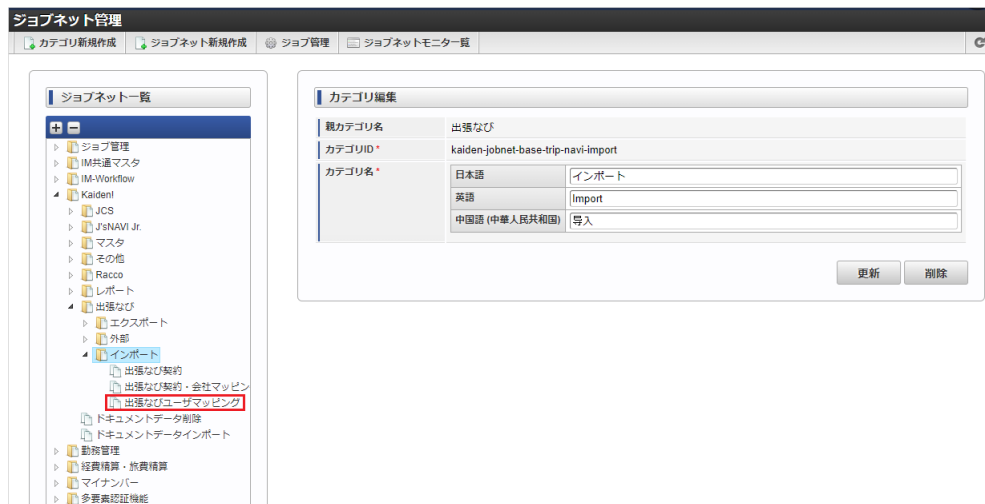 ジョブネット管理
カテゴリ新規作成 ジョブネット新規作成 ジョブ管理 ジョブネットモニタ一覧
ジョブネット一覧
ジョブ管理
IM共通マスタ
IM-Workflow
Kaiden!
JCS
J'sNAVI Jr.
マスタ
その他
Racco
レポート
出張なび
エクスポート
外部
インポート
出張なび契約
出張なび契約・会社マッピン
出張なびユーザマッピング
ドキュメントデータ削除
ドキュメントデータインポート
勤務管理
経費精算・旅費精算
マイナンバー
多要素認証機能
カテゴリ編集
親カテゴリ名 出張なび
カテゴリID * kaiden-jobnet-base-trip-navi-import
カテゴリ名 *
日本語 インポート
英語 Import
中国語 (中華人民共和国) 导入
更新 削除